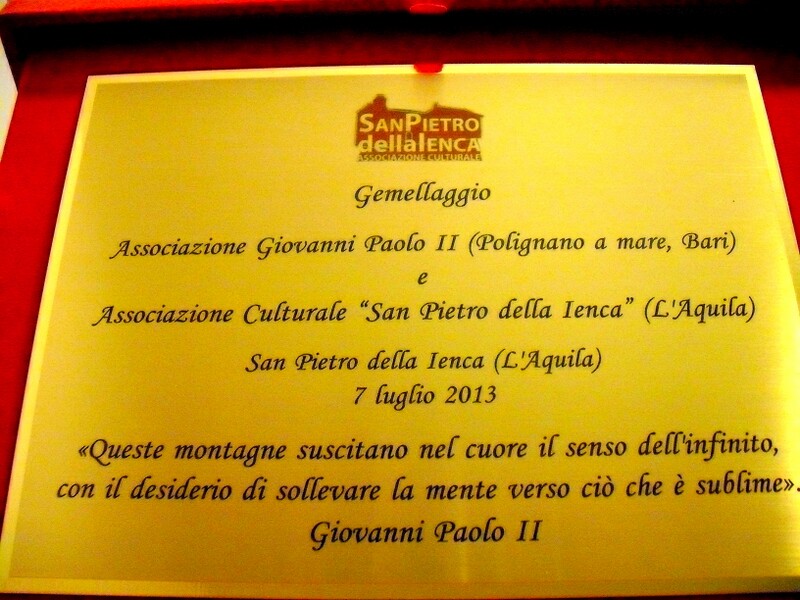 SANPIETRO
dellaIENCA
ASSOCIAZIONE CULTURALE
Gemellaggio
Associazione Giovanni Paolo II (Polignano a mare, Bari)
e
Associazione Culturale “San Pietro della Ienca” (L'Aquila)
San Pietro della Ienca (L'Aquila)
7 luglio 2013
«Queste montagne suscitano nel cuore il senso dell'infinito,
con il desiderio di sollevare la mente verso ciò che è sublime».
Giovanni Paolo II